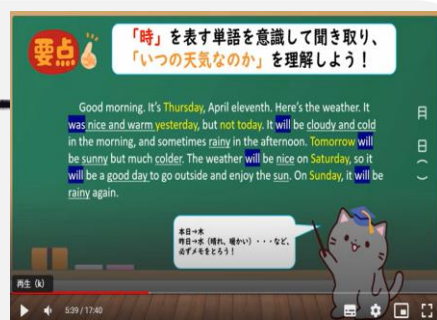 要点
「時」を表す単語を意識して聞き取り、
「いつの天気なのか」を理解しよう！
Good morning. It's Thursday, April eleventh. Here's the weather. It
was nice and warm yesterday, but not today. It will be cloudy and cold
in the morning, and sometimes rainy in the afternoon. Tomorrow will
be sunny but much colder. The weather will be nice on Saturday, so it
will be a good day to go outside and enjoy the sun. On Sunday, it will be
rainy again.
月
日
(
)
本日→木
昨日→水（晴れ、暖かい）・・・など、
必ずメモをとろう！
再生 (k)
5:39 / 17:40